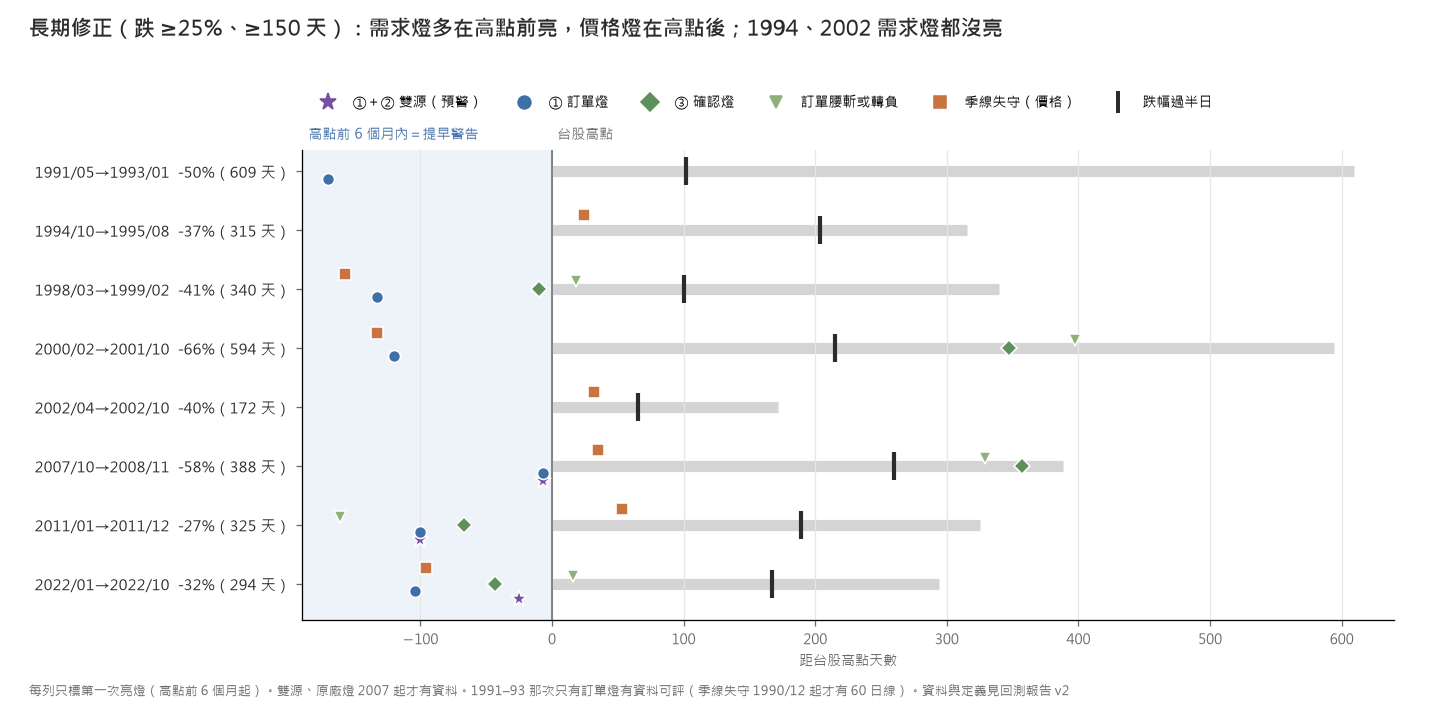 長期修正（跌 ≥25%、≥150 天）：需求燈多在高點前亮，價格燈在高點後；1994、2002 需求燈都沒亮
①+② 雙源（預警） ① 訂單燈 ③ 確認燈 訂單腰斬或轉負 季線失守（價格） 跌幅過半日
高點前 6 個月內 = 提早警告 台股高點
1991/05→1993/01 -50%（609 天）
1994/10→1995/08 -37%（315 天）
1998/03→1999/02 -41%（340 天）
2000/02→2001/10 -66%（594 天）
2002/04→2002/10 -40%（172 天）
2007/10→2008/11 -58%（388 天）
2011/01→2011/12 -27%（325 天）
2022/01→2022/10 -32%（294 天）
−100 0 100 200 300 400 500 600
距台股高點天數
每列只標第一次亮燈（高點前 6 個月起）。雙源、原廠燈 2007 起才有資料。1991–93 那次只有訂單燈有資料可評（季線失守 1990/12 起才有 60 日線）。資料與定義見回測報告 v2